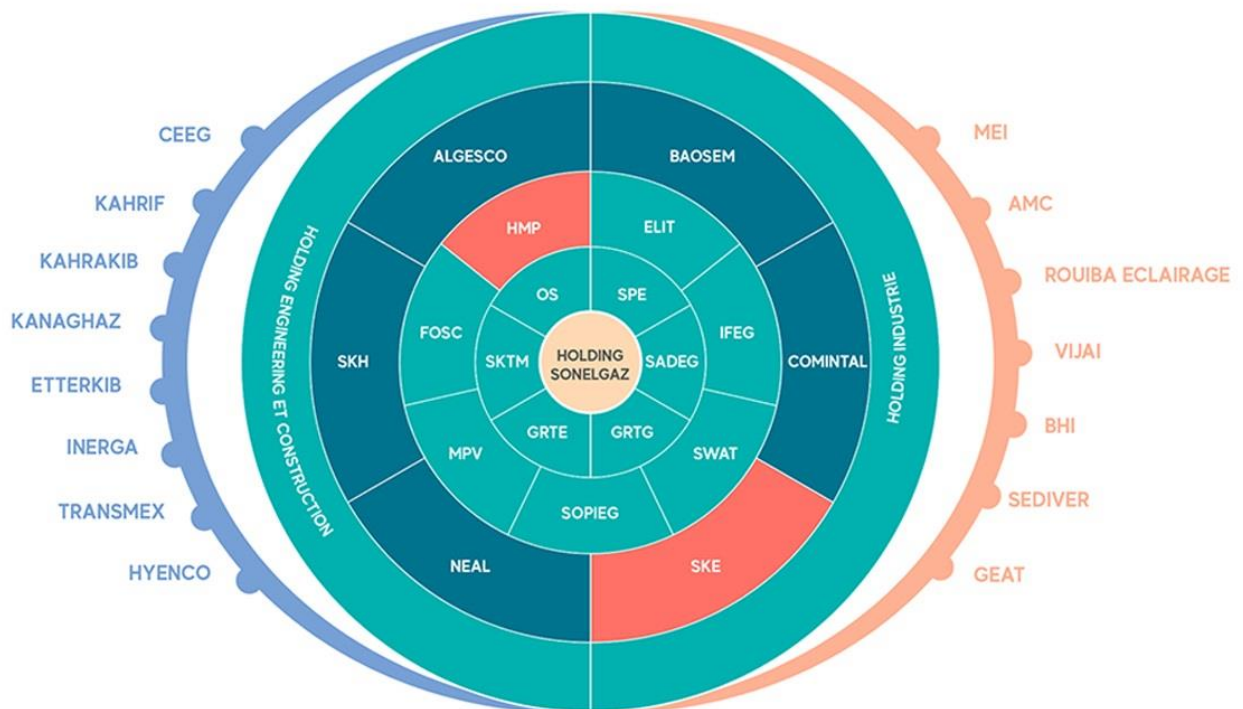 CEEG
KAHRIF
KAHRAKIB
KANAGHAZ
ETTERKIB
INERGA
TRANSMEX
HYENCO
HOLDING ENGINEERING ET CONSTRUCTION
ALGESCO
BAOSEM
HMP
ELIT
OS
SPE
FOSC
IFEG
SKH
SKTM
HOLDING
SONELGAZ
SADEG
COMINTAL
GRTE
GRTG
MPV
SWAT
SOPIEG
NEAL
SKE
HOLDING INDUSTRIE
MEI
AMC
ROUIBA ECLAIRAGE
VIJAI
BHI
SEDIVER
GEAT